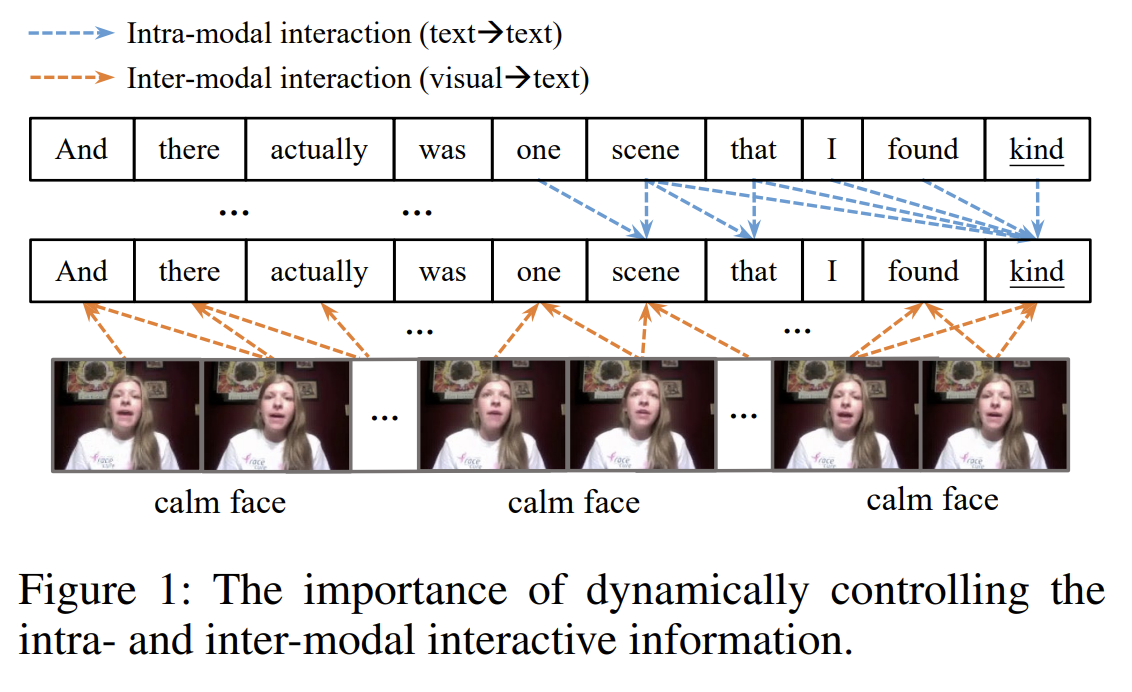 Intra-modal interaction (text→text)
Inter-modal interaction (visual→text)
And there actually was one scene that I found kind
... ...
And there actually was one scene that I found kind
... ...
... ...
calm face calm face calm face
Figure 1: The importance of dynamically controlling the
intra- and inter-modal interactive information.